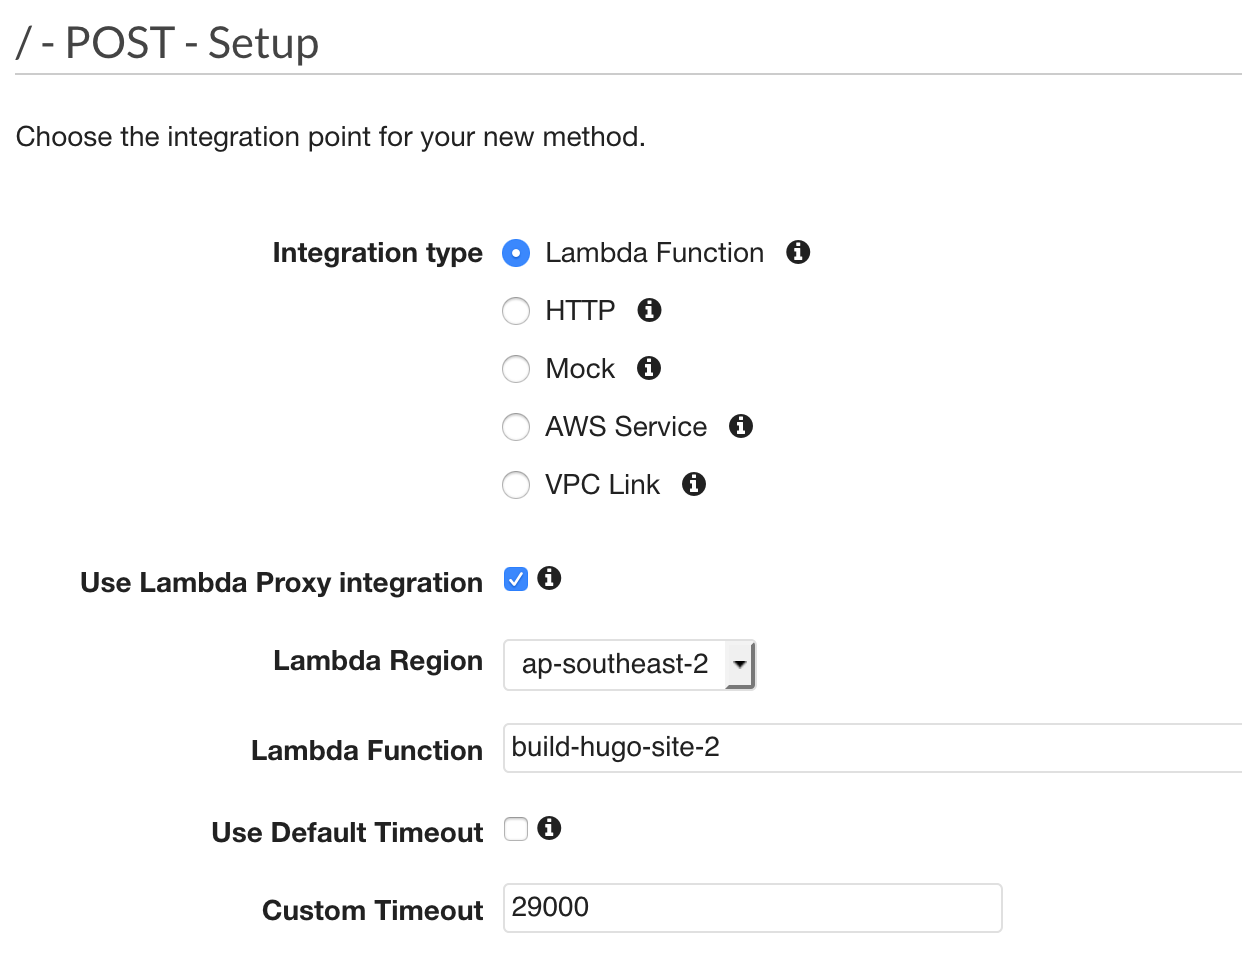 / - POST - Setup
Choose the integration point for your new method.
Integration type Lambda Function
HTTP
Mock
AWS Service
VPC Link
Use Lambda Proxy integration
Lambda Region ap-southeast-2
Lambda Function build-hugo-site-2
Use Default Timeout
Custom Timeout 29000